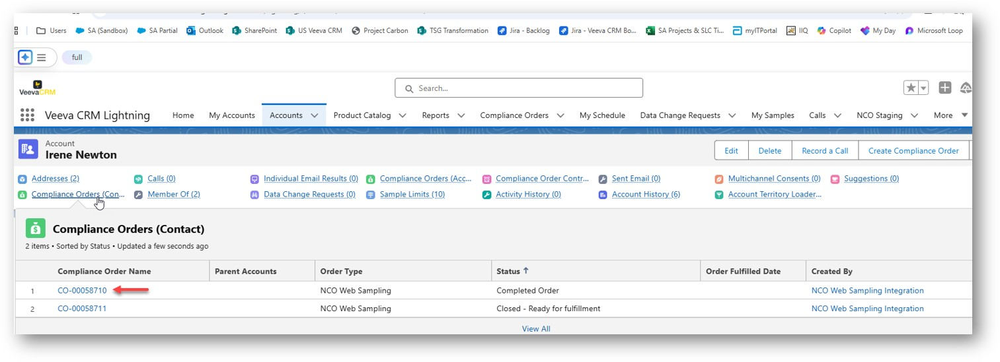 Users SA (Sandbox) SA Partial Outlook SharePoint US Veeva CRM Project Carbon TSG Transformation Jira - Backlog Jira - Veeva CRM Bo... SA Projects & SLC Ti... myITPortal IIQ Copilot My Day Microsoft Loop
full
VeevaCRM
Search...
Veeva CRM Lightning Home My Accounts Accounts Product Catalog Reports Compliance Orders My Schedule Data Change Requests My Samples Calls NCO Staging More
Account
Irene Newton
Edit Delete Record a Call Create Compliance Order
Addresses (2) Calls (0) Individual Email Results (0) Compliance Orders (Acc... Compliance Order Contr... Sent Email (0) Multichannel Consents (0) Suggestions (0)
Compliance Orders (Con... Member Of (2) Data Change Requests (0) Sample Limits (10) Activity History (0) Account History (6) Account Territory Loader...
Compliance Orders (Contact)
2 items • Sorted by Status • Updated a few seconds ago
Compliance Order Name Parent Accounts Order Type Status Order Fulfilled Date Created By
1 CO-00058710 NCO Web Sampling Completed Order NCO Web Sampling Integration
2 CO-00058711 NCO Web Sampling Closed - Ready for fulfillment NCO Web Sampling Integration
View All